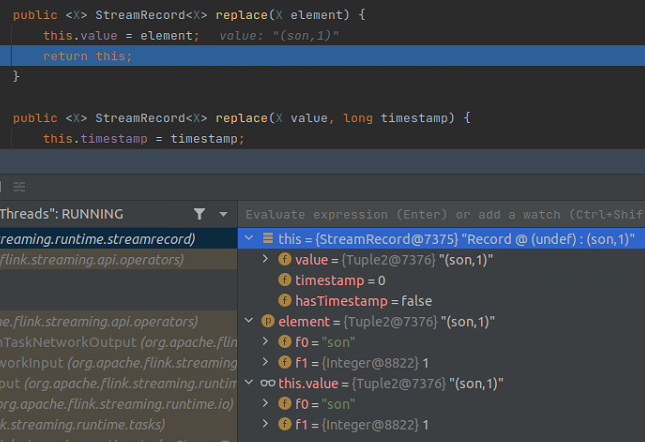 public <X> StreamRecord<X> replace(X element) {
this.value = element;   value: "(son,1)"
return this;
}
public <X> StreamRecord<X> replace(X value, long timestamp) {
this.timestamp = timestamp;
Threads": RUNNING
Evaluate expression (Enter) or add a watch (Ctrl+Shif
treaming.runtime.streamrecord)
.flink.streaming.api.operators)
he.flink.streaming.api.operators)
mTaskNetworkOutput (org.apache.fl
workInput (org.apache.flink.streaming
put (org.apache.flink.streaming.runtim
org.apache.flink.streaming.runtime.io)
k.streaming.runtime.tasks)
this = {StreamRecord@7375} "Record @ (undef) : (son,1)"
value = {Tuple2@7376} "(son,1)"
timestamp = 0
hasTimestamp = false
element = {Tuple2@7376} "(son,1)"
f0 = "son"
f1 = {Integer@8822} 1
this.value = {Tuple2@7376} "(son,1)"
f0 = "son"
f1 = {Integer@8822} 1